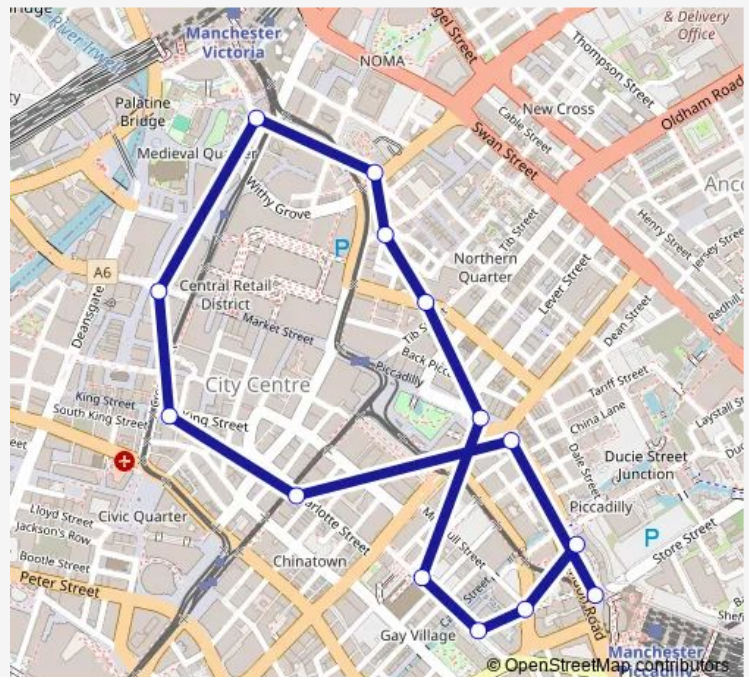 & Delivery
Office
River Irwell
Manchester
Victoria
NOMA
Thompson Street
Palatine
Bridge
New Cross
Cable Street
Oldham Road
Swan Street
Medieval
Withy Grove
Tib Street
Henry Street
Northern
Quarter
A6
P
Central Retail
District
Lever Street
Deansgate
Market Street
Dean Street
Back
Piccadilly
Tariff Street
City Centre
King Street
South King Street
King Street
China Lane
Dale Street
Ducie Street
Junction
Lloyd Street
Jackson's Row
Civic Quarter
Piccadilly
P
Store Street
Bootle Street
Chinatown
Peter Street
Street
Gay Village
Road
Manchester
Piccadilly
© OpenStreetMap contributors